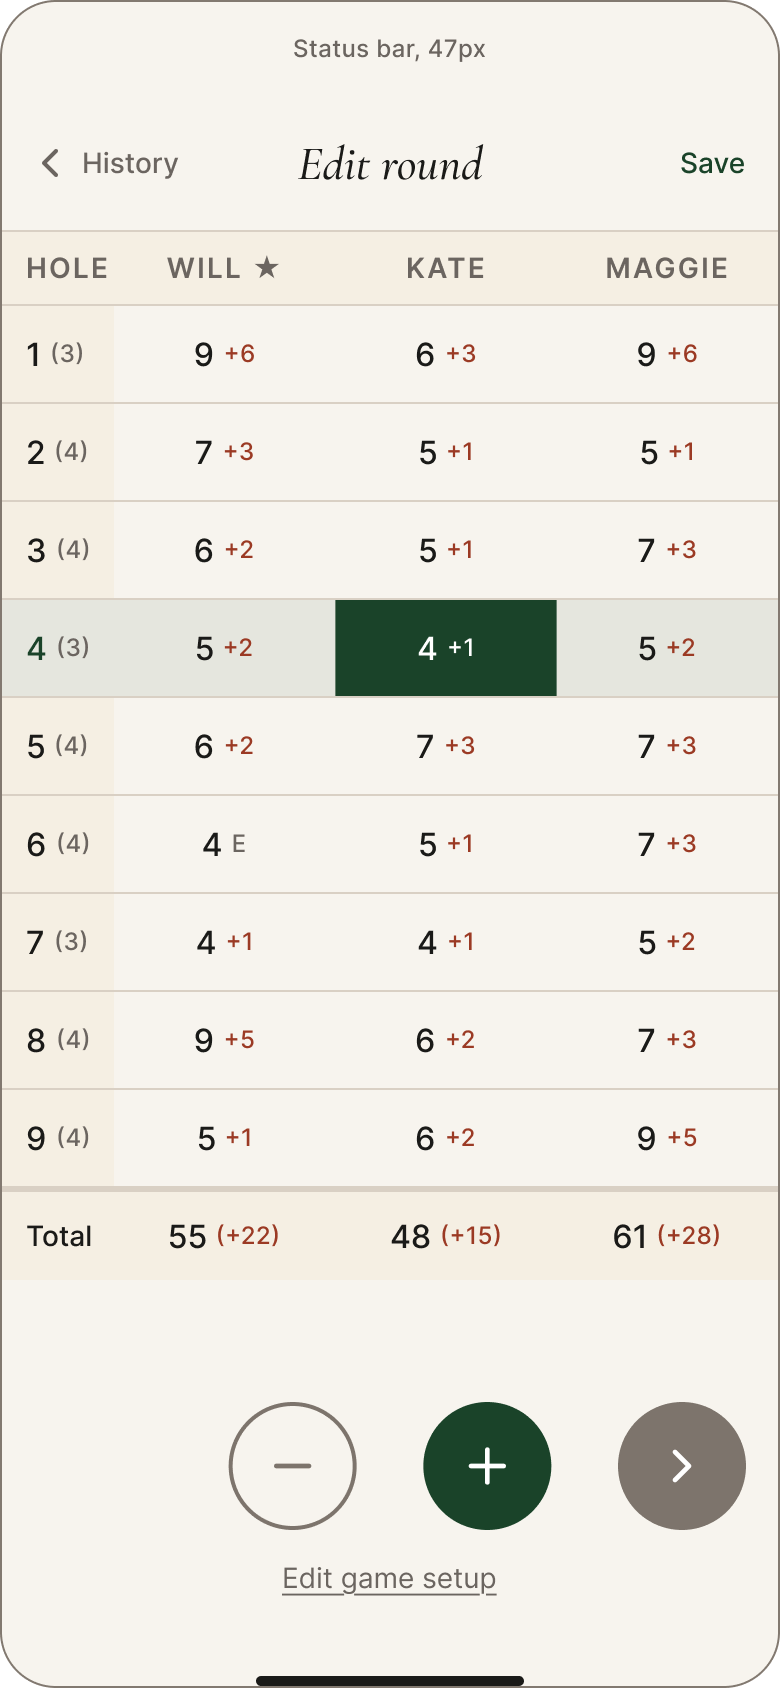 Status bar, 47px
History Edit round Save
HOLE WILL ★ KATE MAGGIE
1 (3) 9 +6 6 +3 9 +6
2 (4) 7 +3 5 +1 5 +1
3 (4) 6 +2 5 +1 7 +3
4 (3) 5 +2 4 +1 5 +2
5 (4) 6 +2 7 +3 7 +3
6 (4) 4 E 5 +1 7 +3
7 (3) 4 +1 4 +1 5 +2
8 (4) 9 +5 6 +2 7 +3
9 (4) 5 +1 6 +2 9 +5
Total 55 (+22) 48 (+15) 61 (+28)
Edit game setup